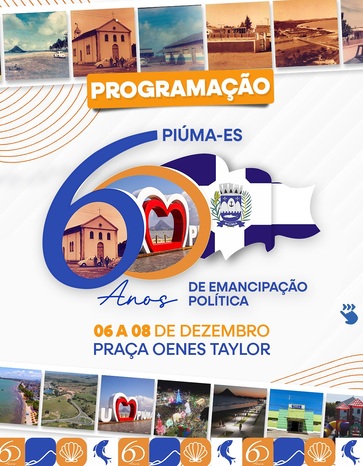 PROGRAMAÇÃO
PIÚMA-ES
60
Anos
DE EMANCIPAÇÃO
POLÍTICA
06 A 08 DE DEZEMBRO
PRAÇA OENES TAYLOR